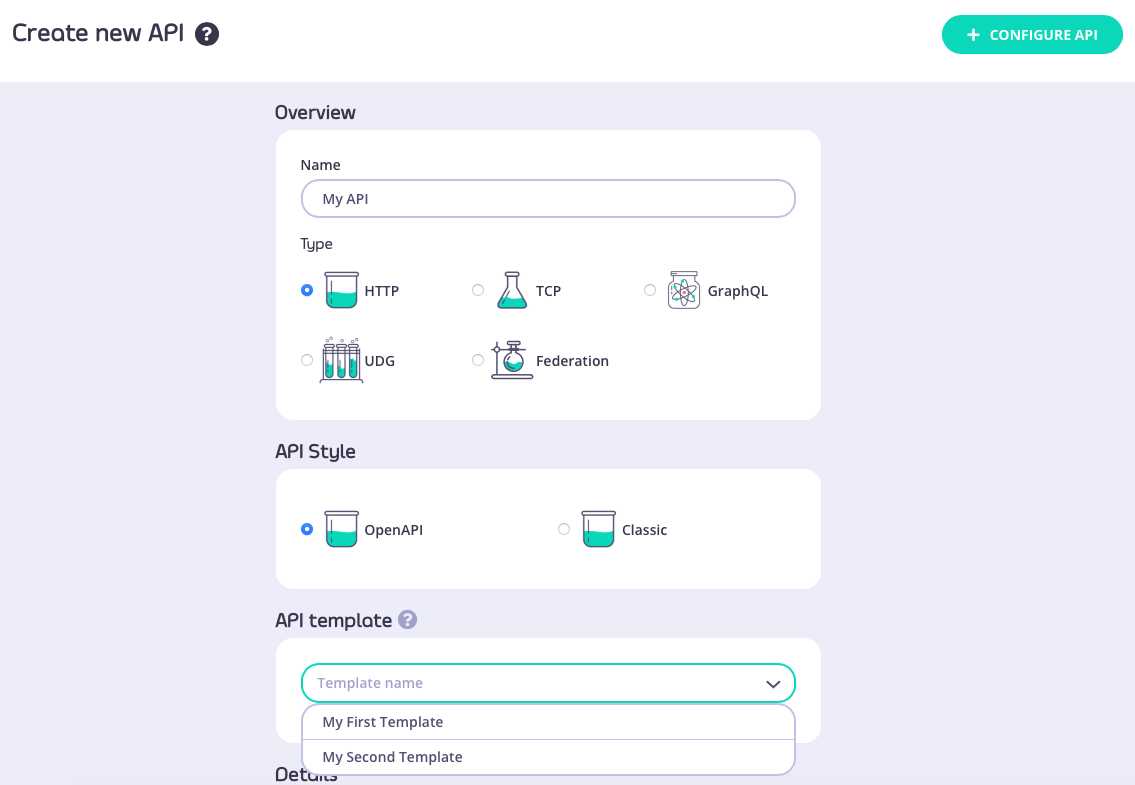 Create new API ?
+ CONFIGURE API
Overview
Name
My API
Type
HTTP
TCP
GraphQL
UDG
Federation
API Style
OpenAPI
Classic
API template ?
Template name
My First Template
My Second Template
Details